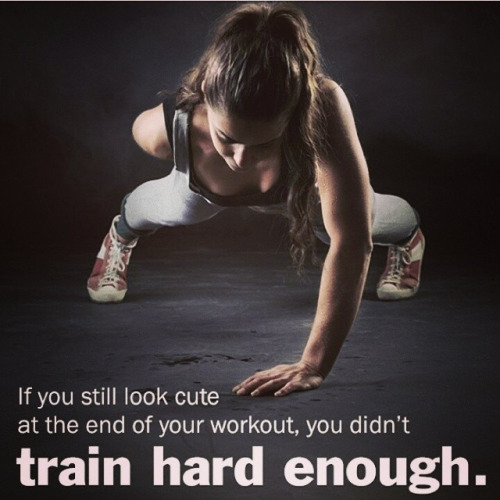 If you still look cute
at the end of your workout, you didn't
train hard enough.